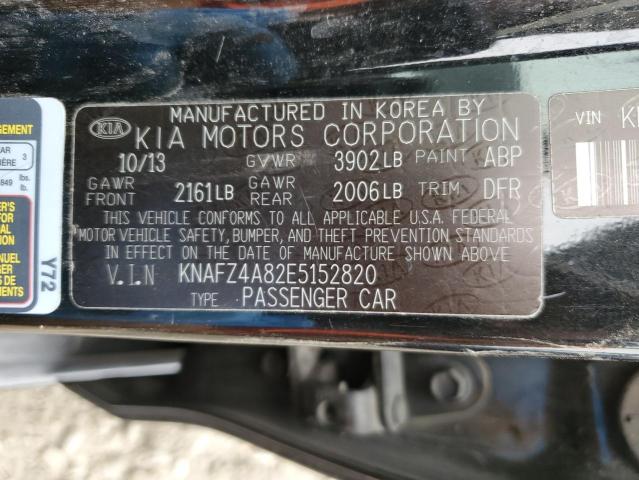 MANUFACTURED IN KOREA BY
KIA KIA MOTORS CORPORATION
10/13 GVWR 3902LB PAINT ABP
GAWR FRONT 2161LB GAWR REAR 2006LB TRIM DFR
THIS VEHICLE CONFORMS TO ALL APPLICABLE U.S.A. FEDERAL
MOTOR VEHICLE SAFETY, BUMPER, AND THEFT PREVENTION STANDARDS
IN EFFECT ON THE DATE OF MANUFACTURE SHOWN ABOVE
V.I.N KNAFZ4A82E5152820
TYPE PASSENGER CAR
Y72
VIN